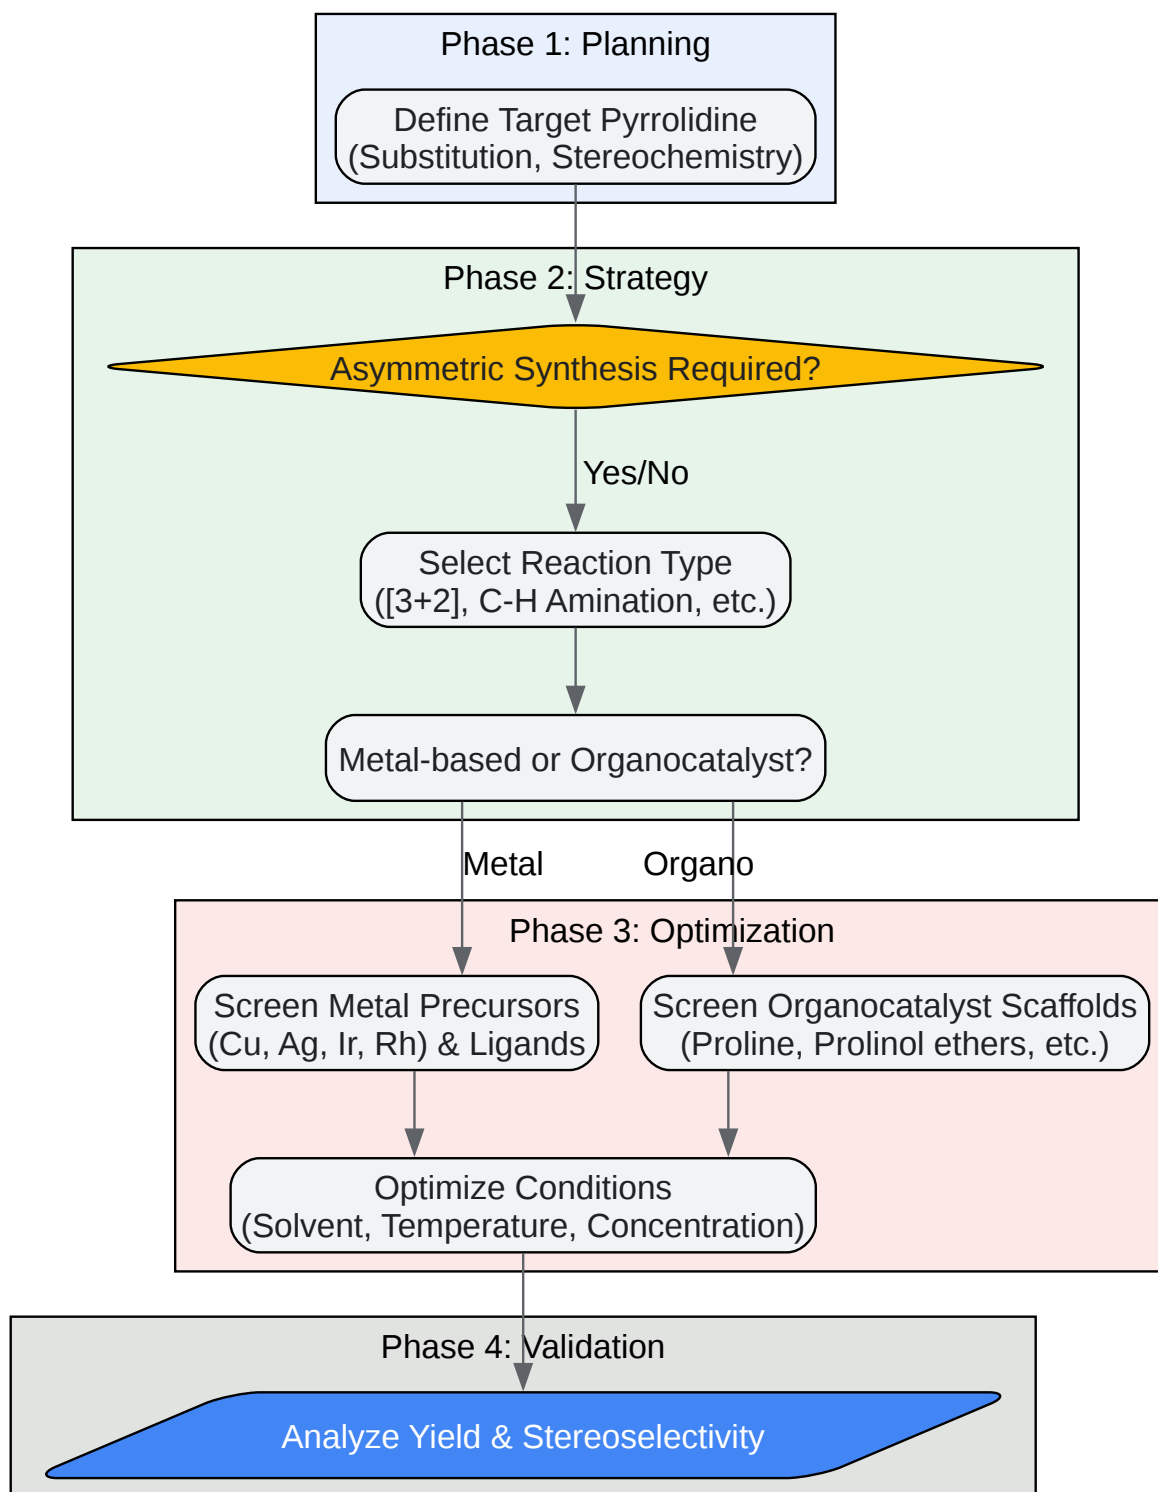 Phase 1: Planning
Define Target Pyrrolidine
(Substitution, Stereochemistry)
Phase 2: Strategy
Asymmetric Synthesis Required?
Yes/No
Select Reaction Type
([3+2], C-H Amination, etc.)
Metal-based or Organocatalyst?
Metal
Organo
Phase 3: Optimization
Screen Metal Precursors
(Cu, Ag, Ir, Rh) & Ligands
Screen Organocatalyst Scaffolds
(Proline, Prolinol ethers, etc.)
Optimize Conditions
(Solvent, Temperature, Concentration)
Phase 4: Validation
Analyze Yield & Stereoselectivity